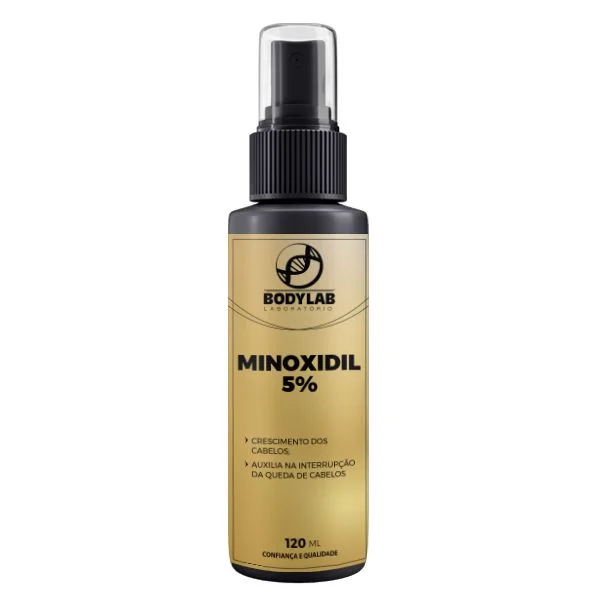 BODYLAB
LABORATÓRIO
MINOXIDIL
5%
CRESCIMENTO DOS
CABELOS;
AUXILIA NA INTERRUPÇÃO
DA QUEDA DE CABELOS
120 ML
CONFIANÇA E QUALIDADE